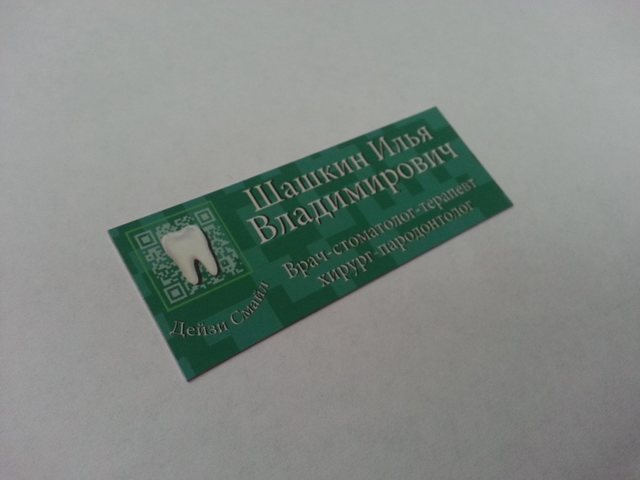 Шашкин Илья
Владимирович
Врач-стоматолог-терапевт
хирург-пародонтолог
Дейзи Смайл